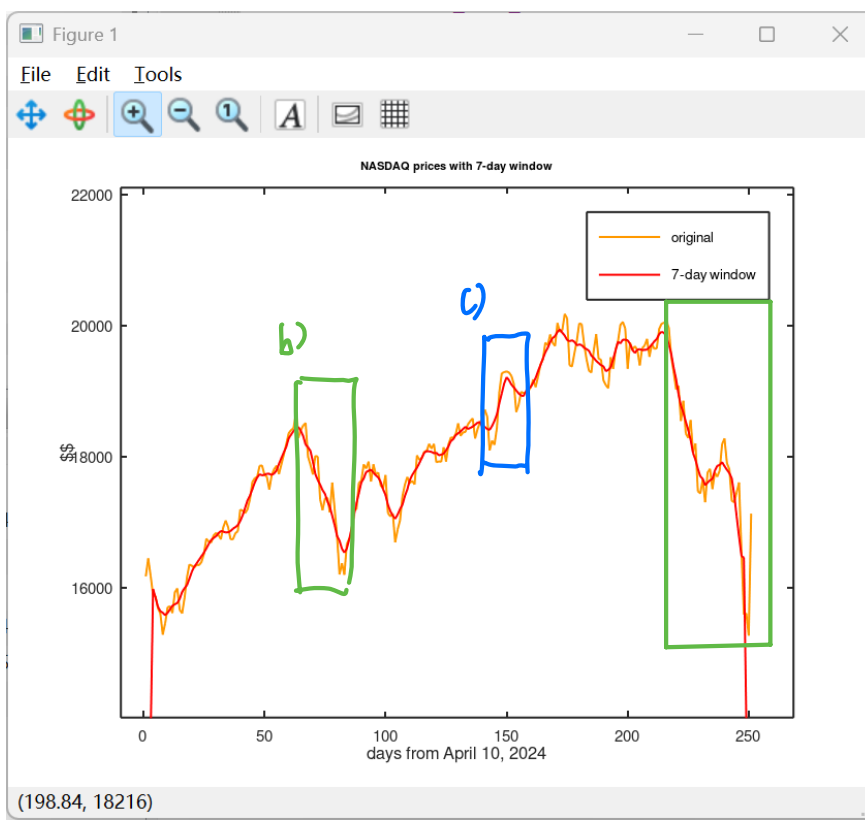 Figure 1
File Edit Tools
1 A
NASDAQ prices with 7-day window
22000
original
7-day window
c)
20000
b)
18000
$$
16000
0 50 100 150 200 250
days from April 10, 2024
(198.84, 18216)